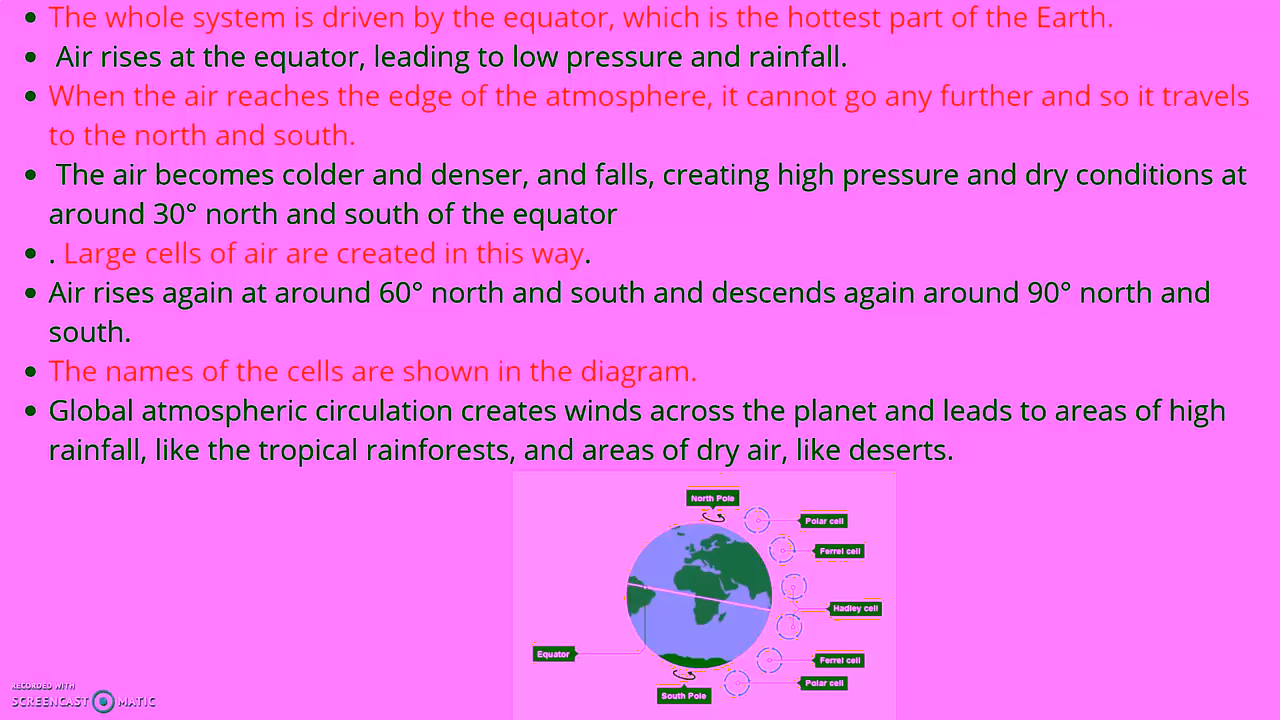 • The whole system is driven by the equator, which is the hottest part of the Earth.
• Air rises at the equator, leading to low pressure and rainfall.
• When the air reaches the edge of the atmosphere, it cannot go any further and so it travels
to the north and south.
• The air becomes colder and denser, and falls, creating high pressure and dry conditions at
around 30° north and south of the equator
• . Large cells of air are created in this way.
• Air rises again at around 60° north and south and descends again around 90° north and
south.
• The names of the cells are shown in the diagram.
• Global atmospheric circulation creates winds across the planet and leads to areas of high
rainfall, like the tropical rainforests, and areas of dry air, like deserts.
North Pole
Polar cell
Ferrel cell
Hadley cell
Equator
Ferrel cell
Polar cell
South Pole
RECORDED WITH
SCREENCAST MATIC